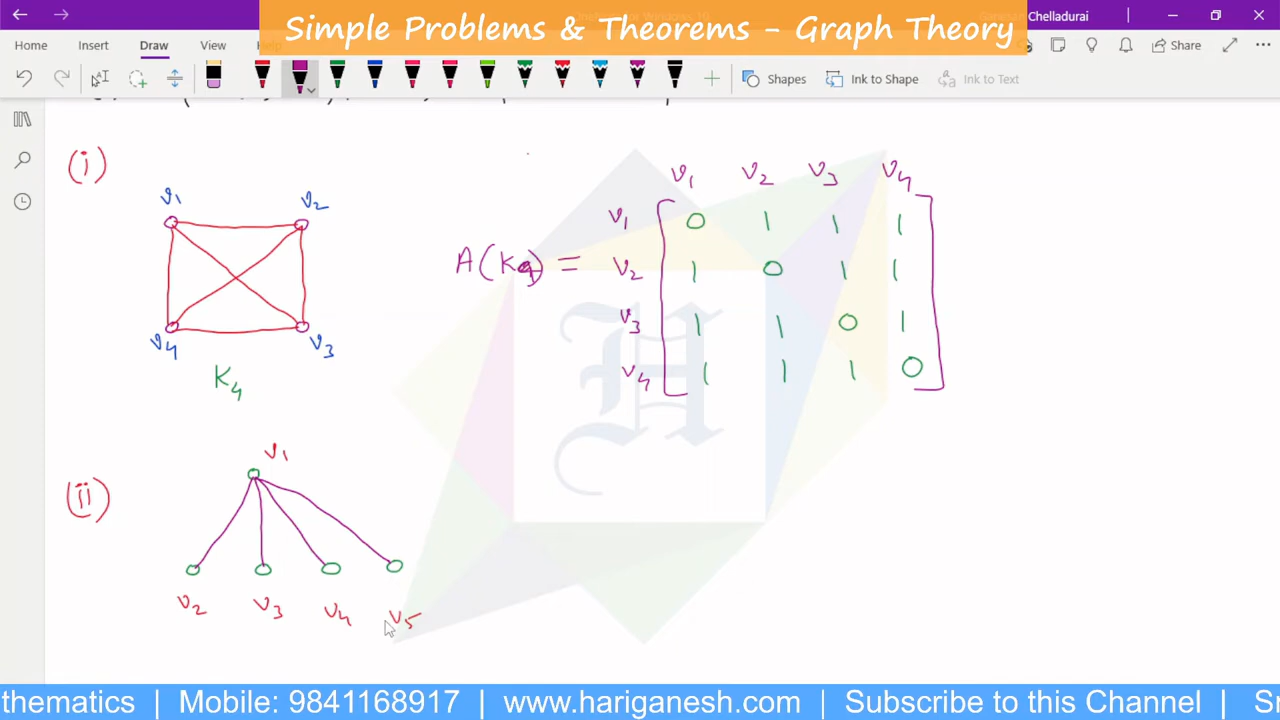 Simple Problems & Theorems - Graph Theory
Chelladurai
Home Insert Draw View Share
Shapes Ink to Shape Ink to Text
(i)
v1 v2
v4 v3
K4
v1 v2 v3 v4
v1 0 1 1 1
A(K4) = v2 1 0 1 1
v3 1 1 0 1
v4 1 1 1 0
(ii)
v1
v2 v3 v4 v5
thematics | Mobile: 9841168917 | www.hariganesh.com | Subscribe to this Channel | Sr